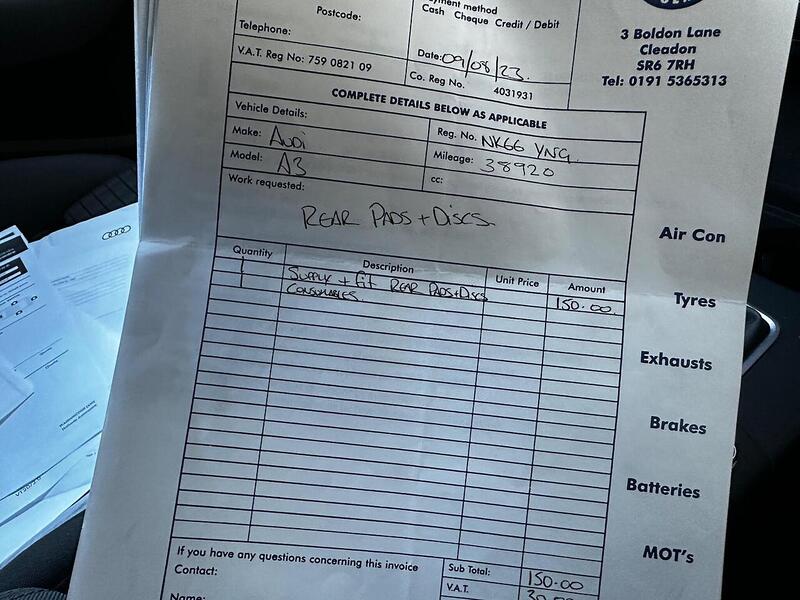 Payment method
Postcode:
Cash Cheque Credit / Debit
Telephone:
Date: 09/08/23.
V.A.T. Reg No: 759 0821 09
Co. Reg No. 4031931
3 Boldon Lane
Cleadon
SR6 7RH
Tel: 0191 5365313
COMPLETE DETAILS BELOW AS APPLICABLE
Vehicle Details:
Make: Audi
Reg. No. NK66 YNG.
Model: A3
Mileage: 38920
cc:
Work requested:
REAR PADS + DISCS.
Quantity Description Unit Price Amount
1 SUPPLY + Fit REAR PADS+DISCS 150.00.
1 CONSUMABLES.
Air Con
Tyres
Exhausts
Brakes
Batteries
MOT's
If you have any questions concerning this invoice
Contact:
Name:
Sub Total: 150.00
V.A.T. 30.00